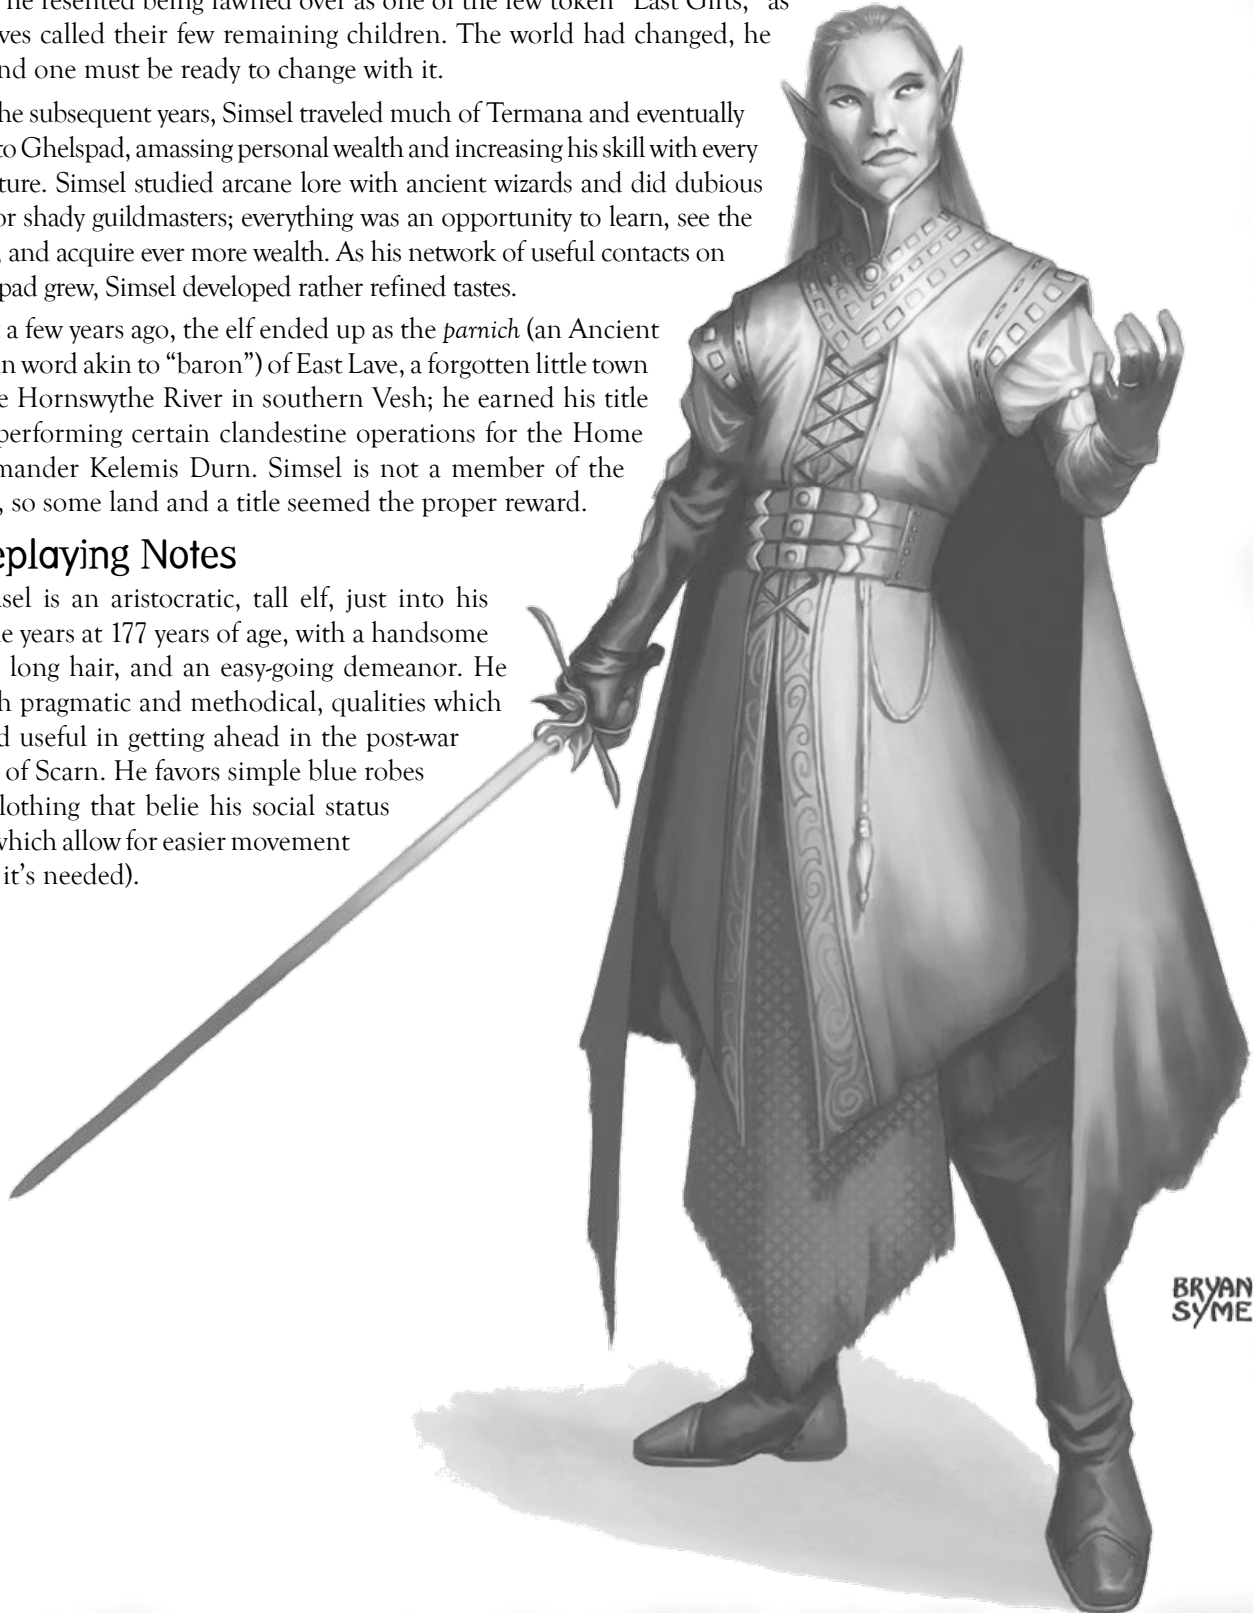 he resented being fawned over as one of the few token “Last Gifts,” as
ves called their few remaining children. The world had changed, he
nd one must be ready to change with it.
he subsequent years, Simsel traveled much of Termana and eventually
to Ghelspad, amassing personal wealth and increasing his skill with every
ture. Simsel studied arcane lore with ancient wizards and did dubious
or shady guildmasters; everything was an opportunity to learn, see the
, and acquire ever more wealth. As his network of useful contacts on
pad grew, Simsel developed rather refined tastes.
a few years ago, the elf ended up as the parnich (an Ancient
n word akin to “baron”) of East Lave, a forgotten little town
e Hornswythe River in southern Vesh; he earned his title
performing certain clandestine operations for the Home
mander Kelemis Durn. Simsel is not a member of the
, so some land and a title seemed the proper reward.
eplaying Notes
sel is an aristocratic, tall elf, just into his
e years at 177 years of age, with a handsome
long hair, and an easy-going demeanor. He
h pragmatic and methodical, qualities which
d useful in getting ahead in the post-war
of Scarn. He favors simple blue robes
lothing that belie his social status
which allow for easier movement
it’s needed).
BRYAN
SYME